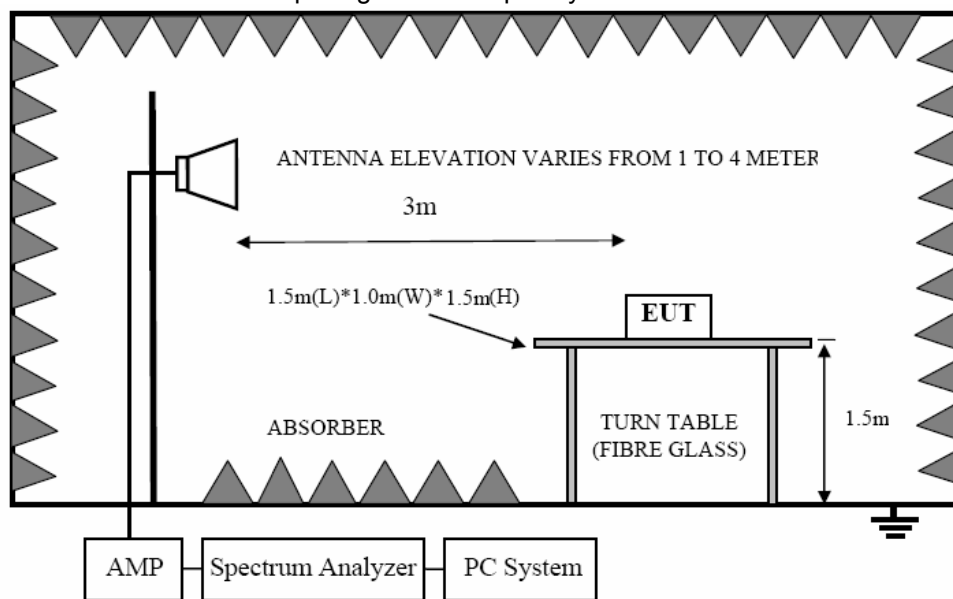 ANTENNA ELEVATION VARIES FROM 1 TO 4 METER
3m
1.5m(L)*1.0m(W)*1.5m(H)
EUT
ABSORBER
TURN TABLE
(FIBRE GLASS)
1.5m
AMP
Spectrum Analyzer
PC System